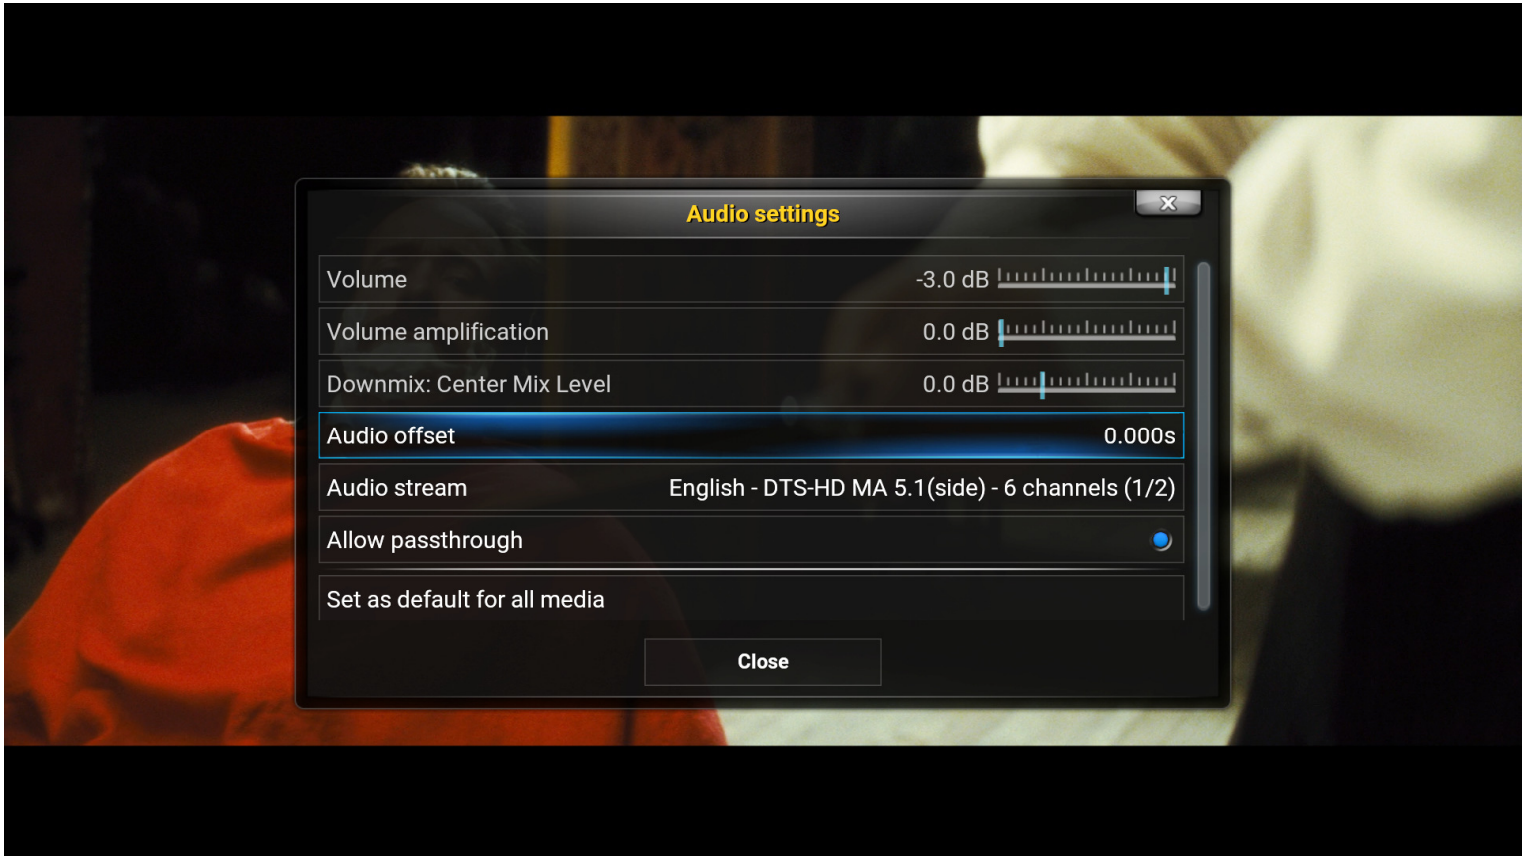 Audio settings
Volume -3.0 dB
Volume amplification 0.0 dB
Downmix: Center Mix Level 0.0 dB
Audio offset 0.000s
Audio stream English - DTS-HD MA 5.1(side) - 6 channels (1/2)
Allow passthrough
Set as default for all media
Close